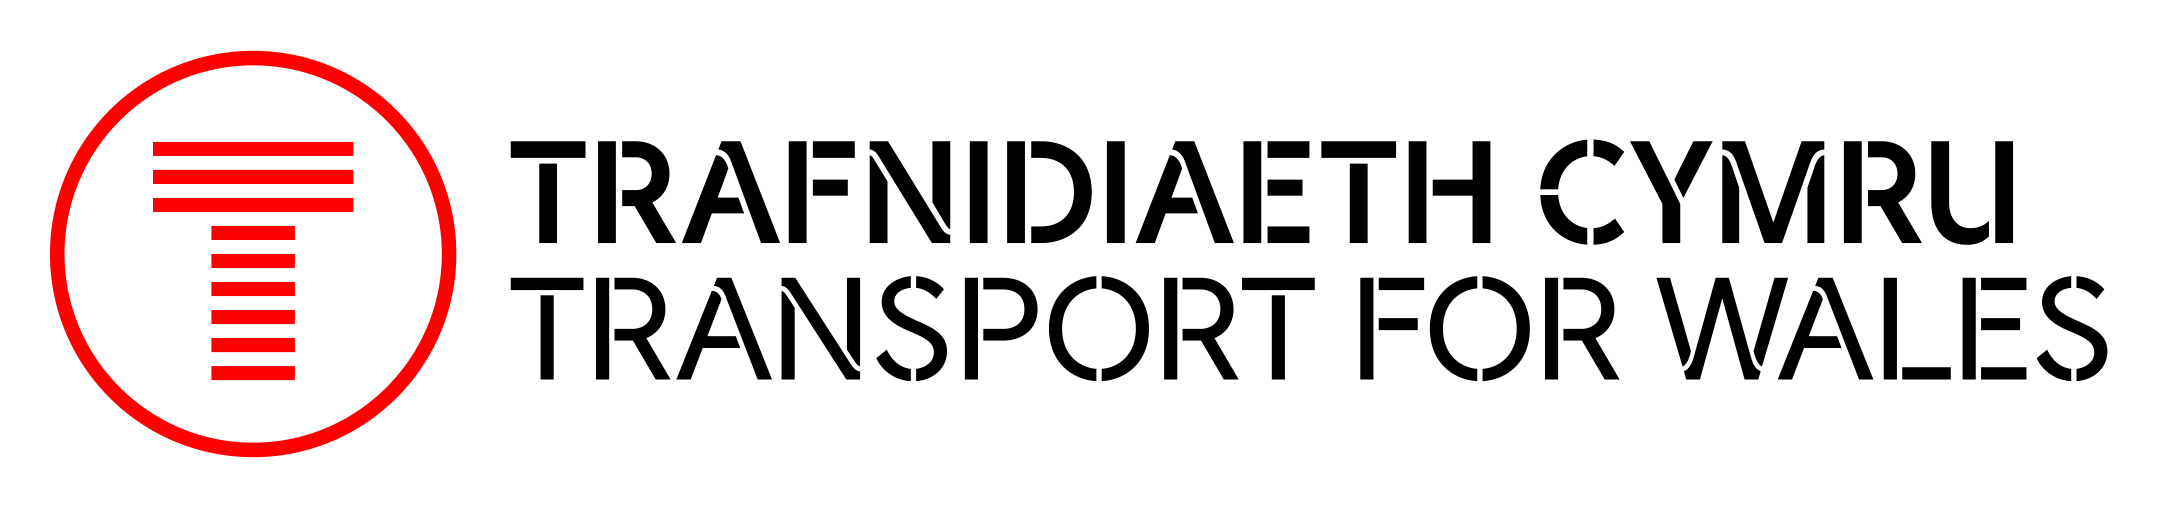 T
TRAFNIDIAETH CYMRU
TRANSPORT FOR WALES